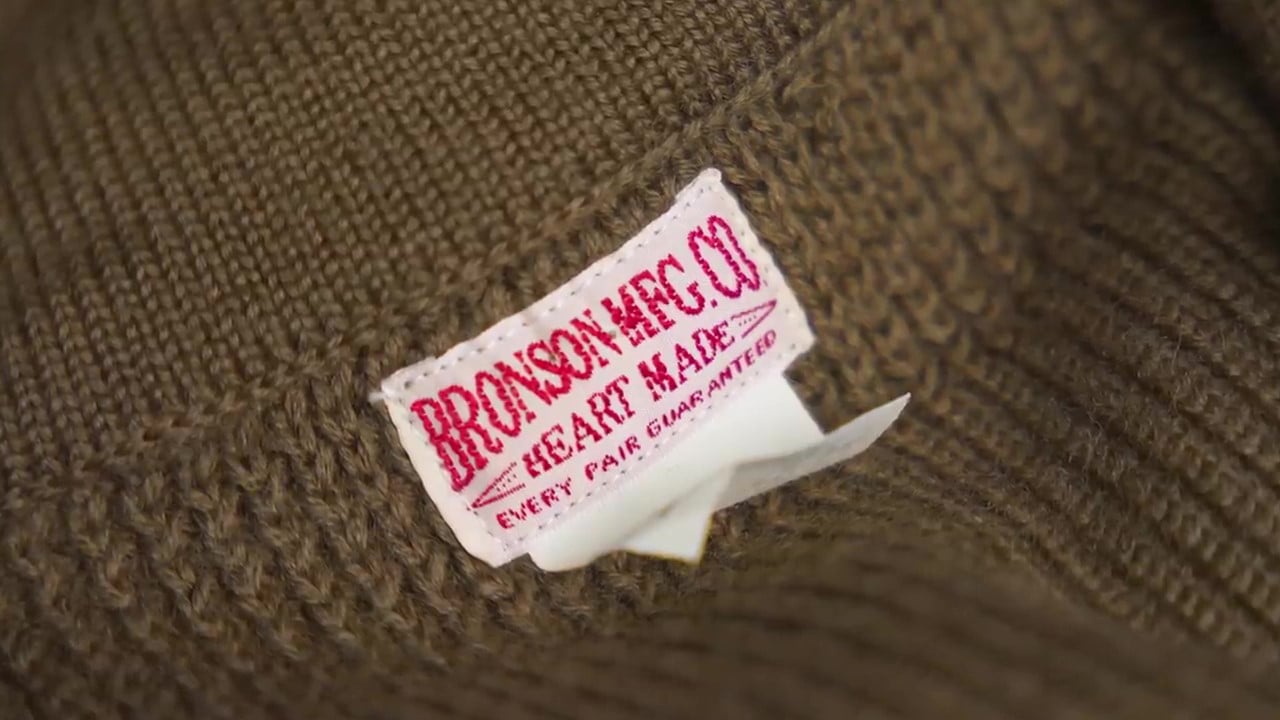 BRONSON MFG.CO.
HEART MADE
EVERY PAIR GUARANTEED